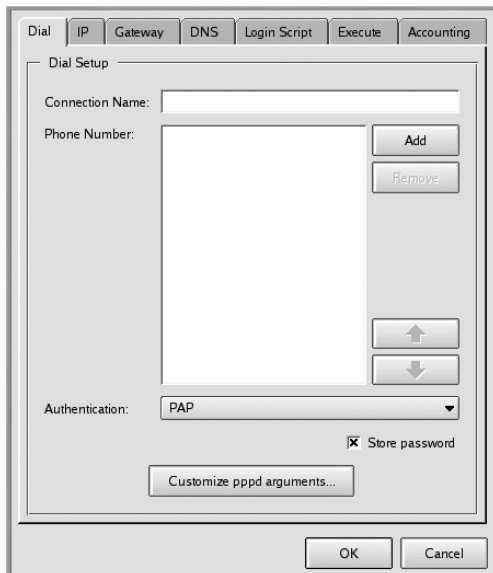 Dial IP Gateway DNS Login Script Execute Accounting
Dial Setup
Connection Name:
Phone Number:
Add
Remove
Authentication: PAP
Store password
Customize pppd arguments...
OK Cancel